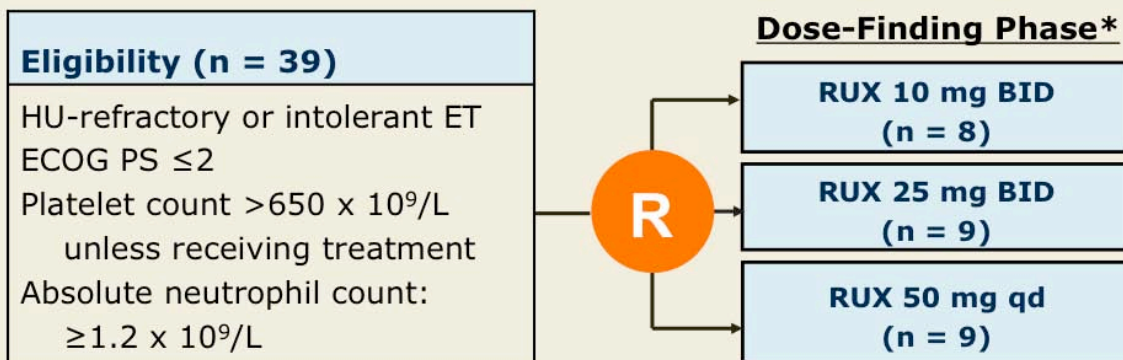 Eligibility (n = 39)
HU-refractory or intolerant ET
ECOG PS ≤2
Platelet count >650 x 10⁹/L
unless receiving treatment
Absolute neutrophil count:
≥1.2 x 10⁹/L
R
Dose-Finding Phase*
RUX 10 mg BID
(n = 8)
RUX 25 mg BID
(n = 9)
RUX 50 mg qd
(n = 9)